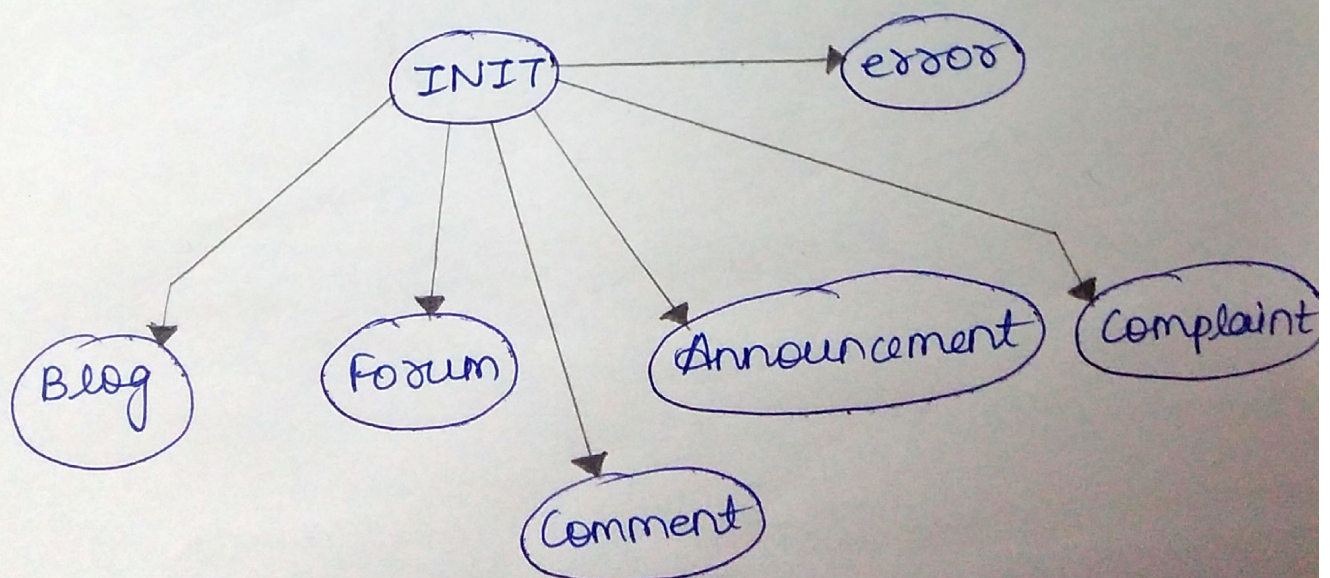 INIT
error
Blog
Forum
Announcement
Complaint
Comment